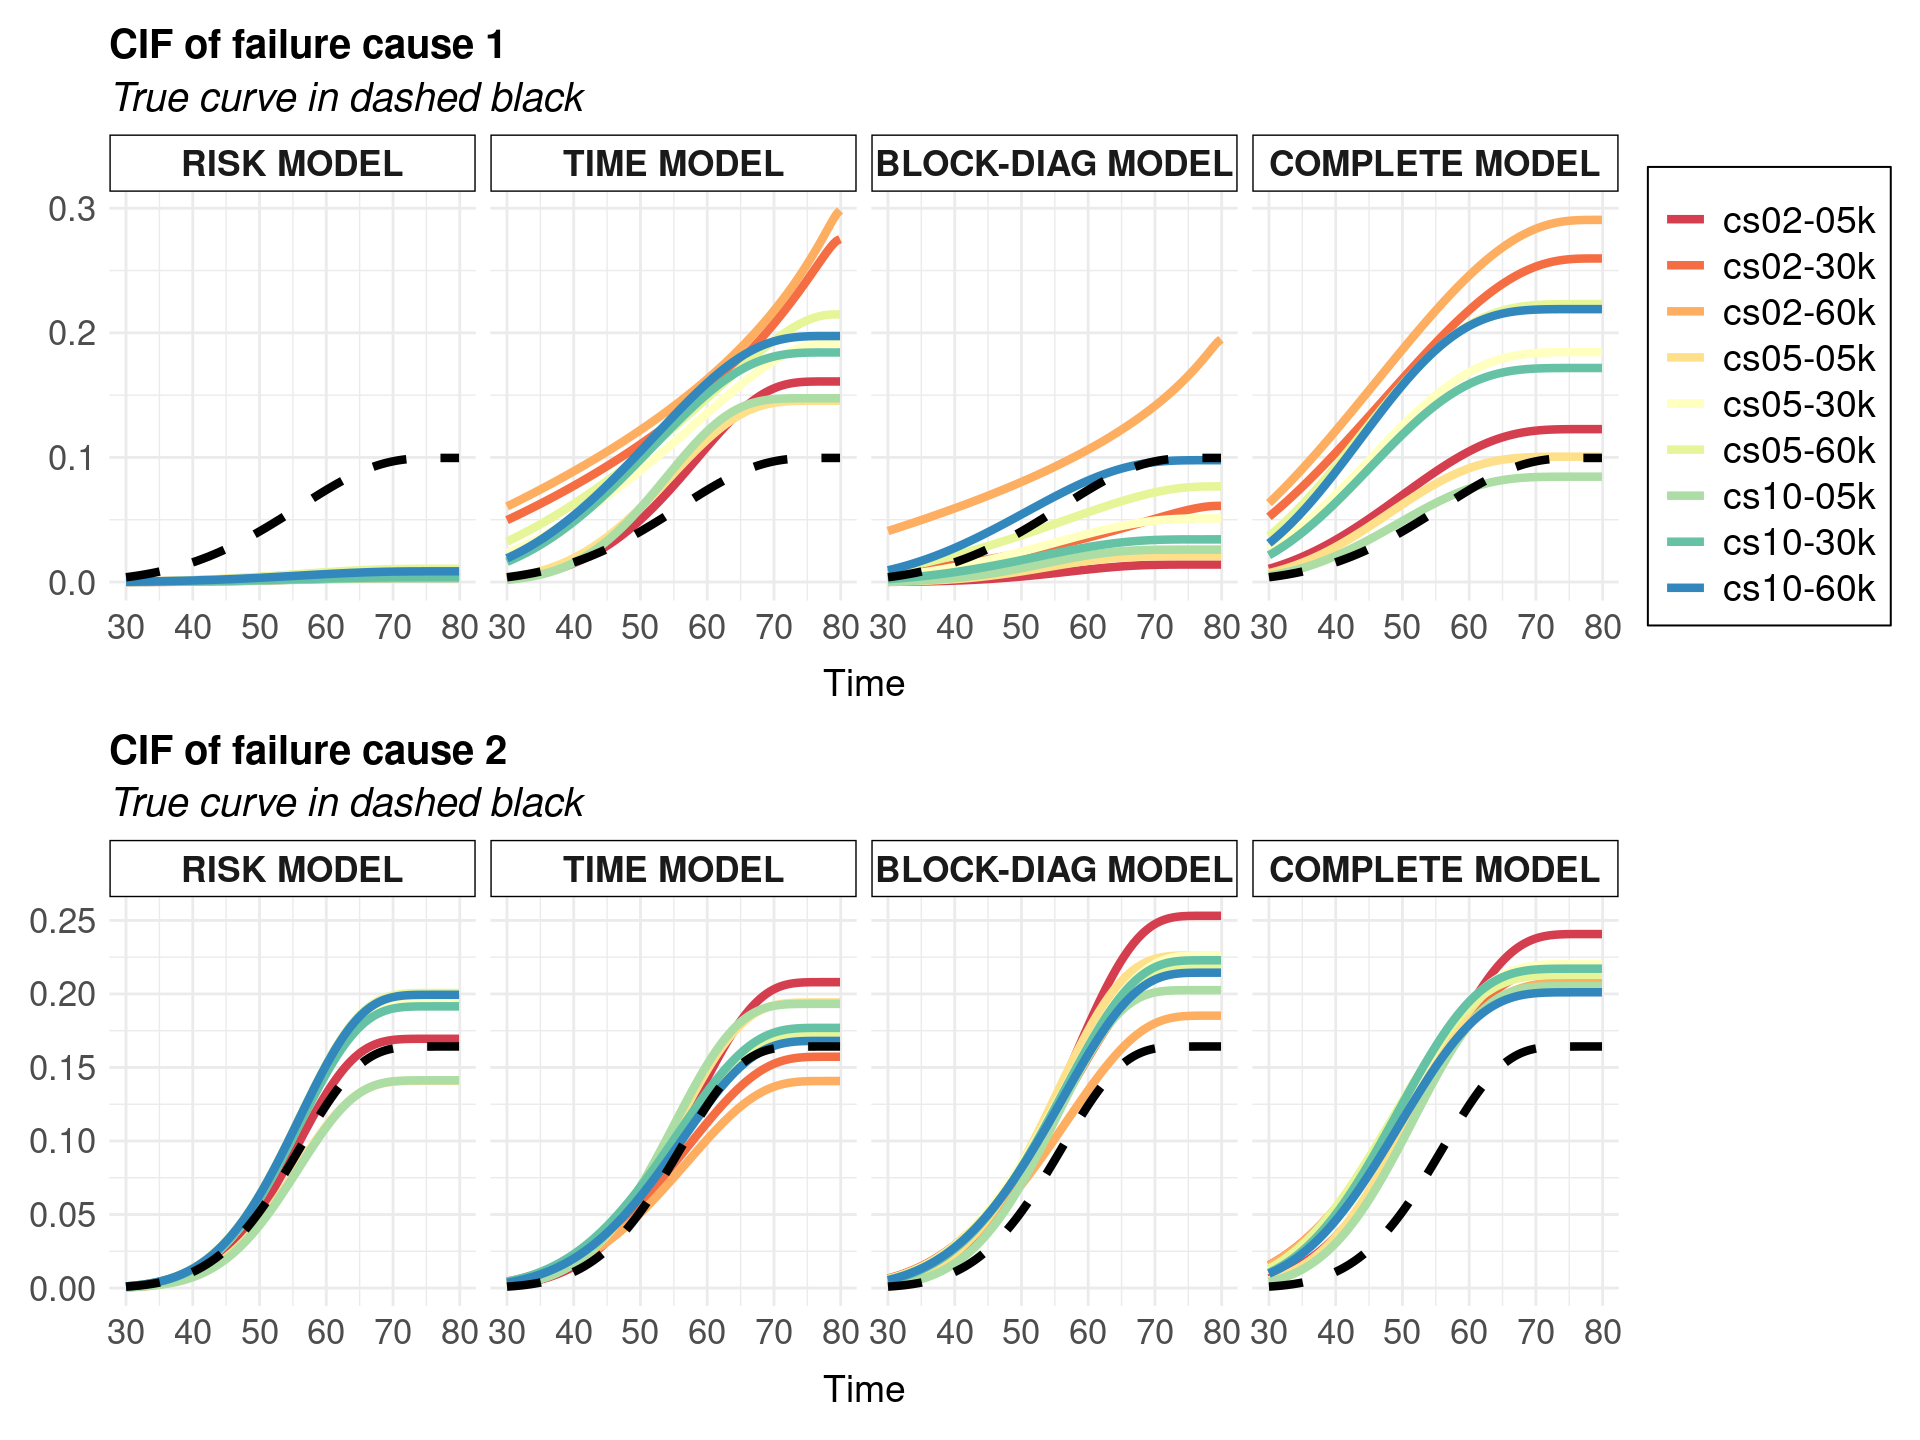 CIF of failure cause 1
True curve in dashed black
RISK MODEL TIME MODEL BLOCK-DIAG MODEL COMPLETE MODEL
0.3
0.2
0.1
0.0
30 40 50 60 70 80 30 40 50 60 70 80 30 40 50 60 70 80 30 40 50 60 70 80
Time
cs02-05k
cs02-30k
cs02-60k
cs05-05k
cs05-30k
cs05-60k
cs10-05k
cs10-30k
cs10-60k
CIF of failure cause 2
True curve in dashed black
RISK MODEL TIME MODEL BLOCK-DIAG MODEL COMPLETE MODEL
0.25
0.20
0.15
0.10
0.05
0.00
30 40 50 60 70 80 30 40 50 60 70 80 30 40 50 60 70 80 30 40 50 60 70 80
Time